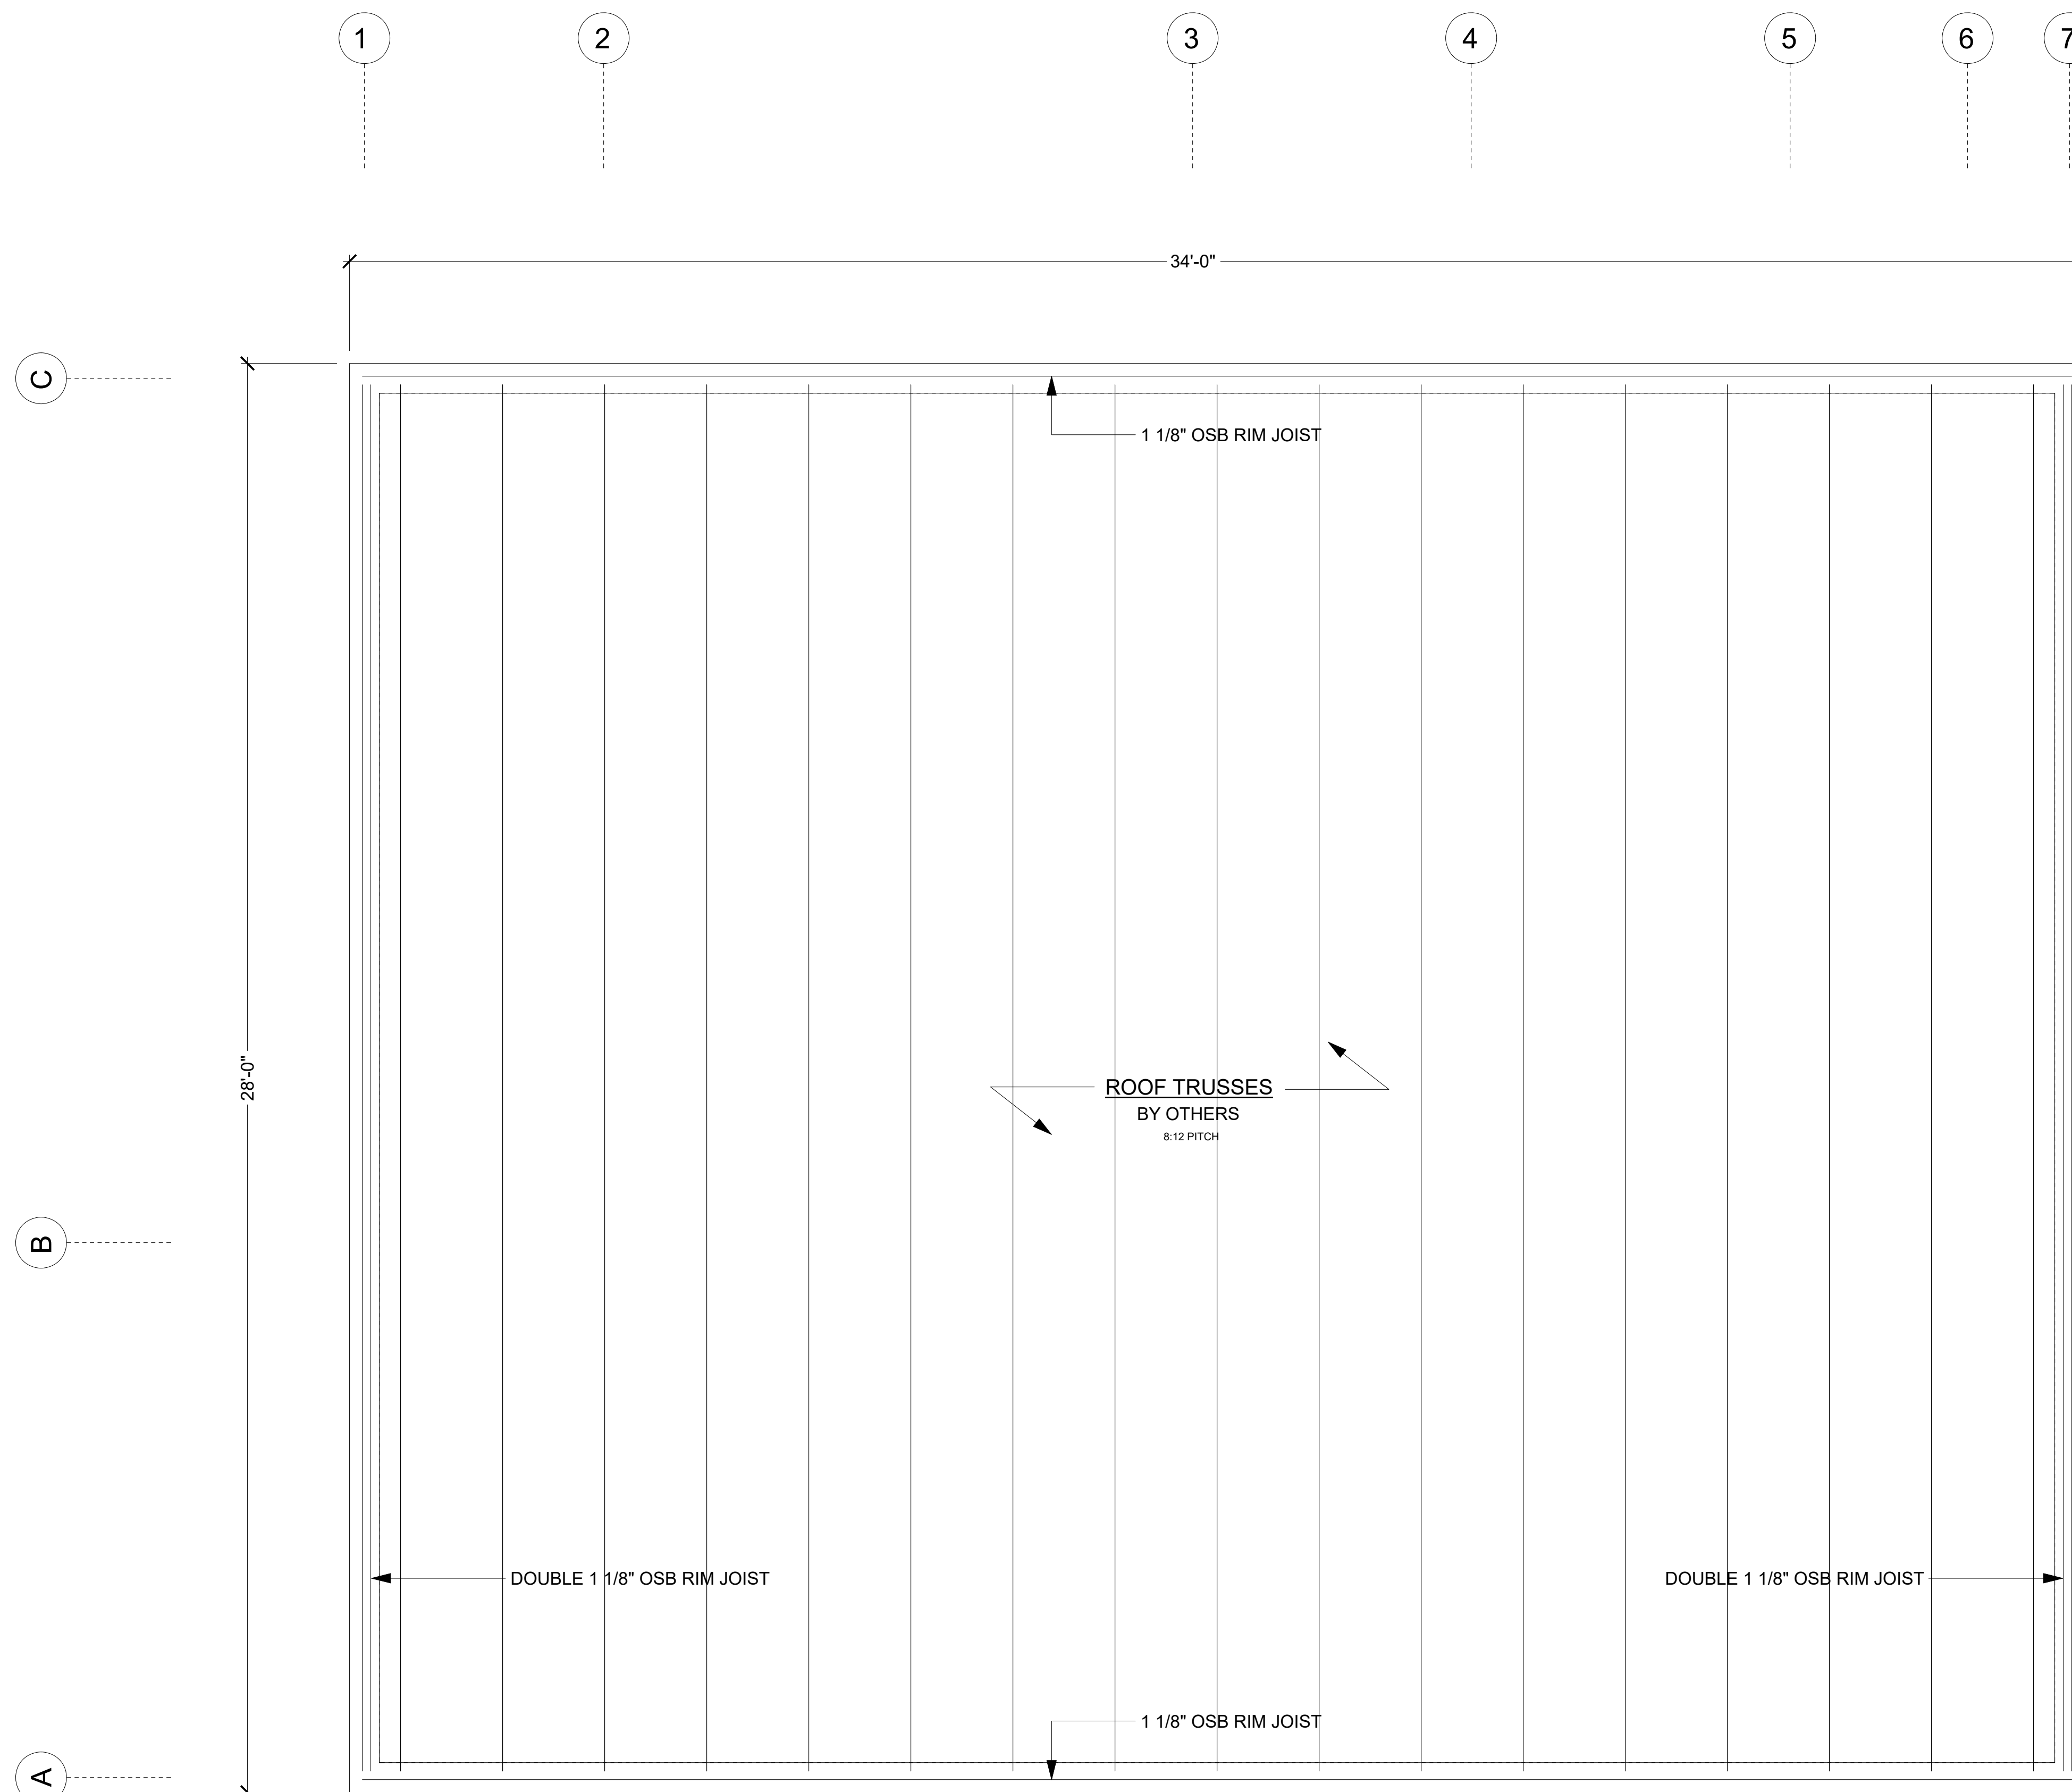 1
2
3
4
5
6
7
34'-0"
C
1 1/8" OSB RIM JOIST
28'-0"
ROOF TRUSSES
BY OTHERS
8:12 PITCH
B
DOUBLE 1 1/8" OSB RIM JOIST
DOUBLE 1 1/8" OSB RIM JOIST
1 1/8" OSB RIM JOIST
A